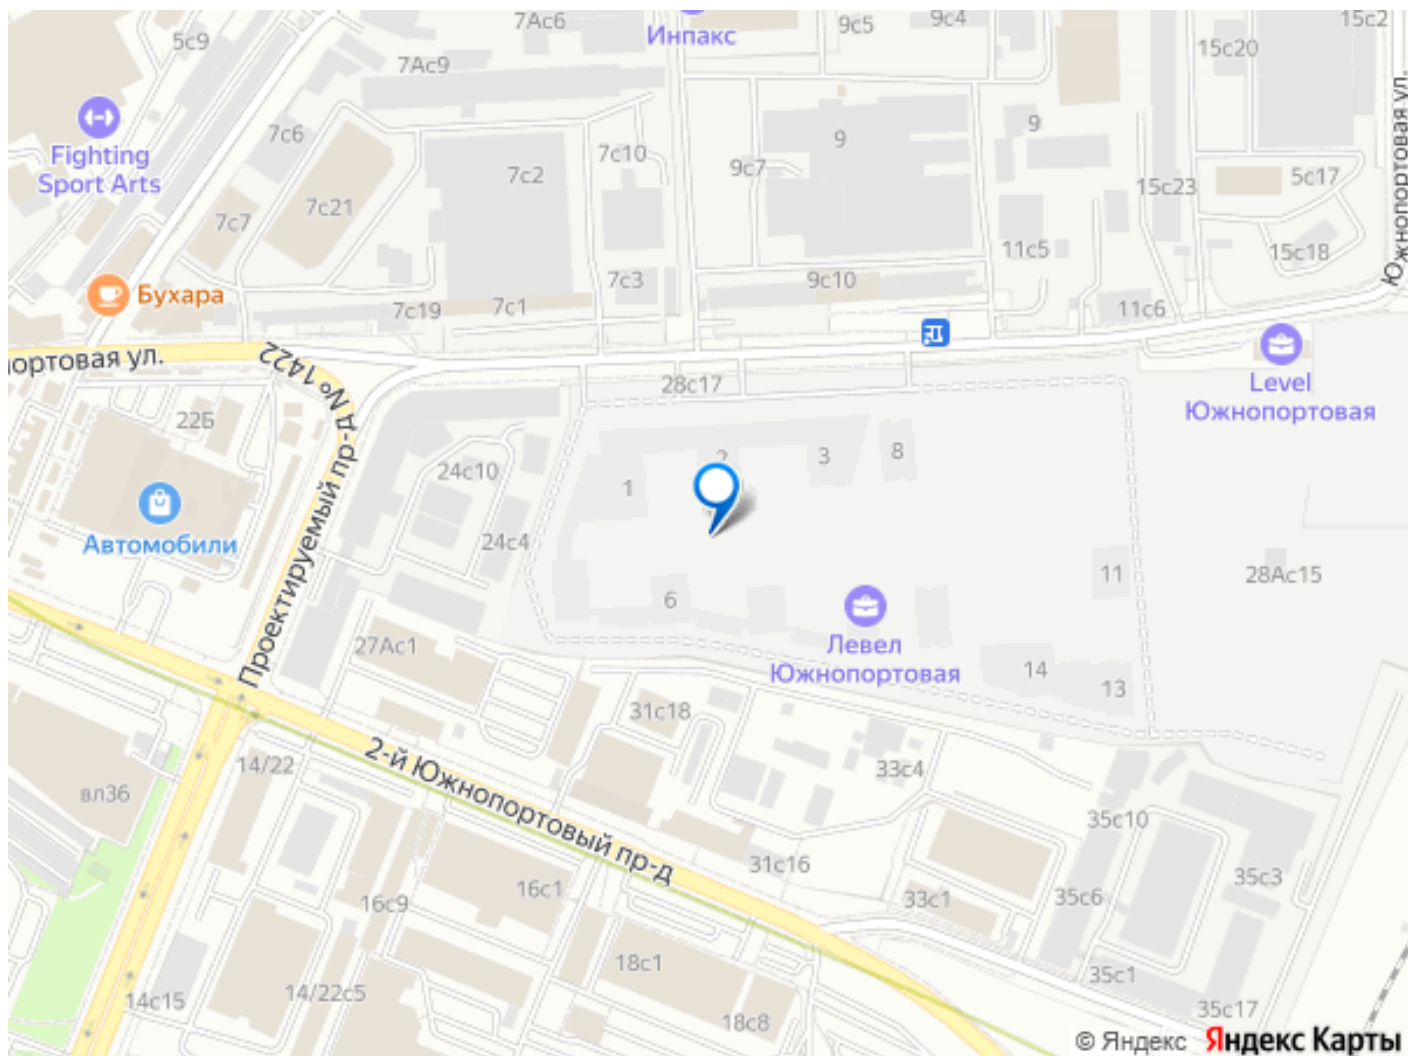 7Ас6
5с9
Инпакс
9с5
9с4
15с2
15с20
7Ас9
Южнопортовая ул.
Fighting
Sport Arts
7с6
7с10
7с2
9
9
9с7
15с23
5с17
7с21
7с7
11с5
15с18
Бухара
7с3
9с10
7с19
7с1
11с6
портовая ул.
Проектируемый пр-д № 1422
28с17
Level
Южнопортовая
22Б
24с10
1
2
3
8
Автомобили
24с4
11
28Ас15
6
Левел
Южнопортовая
27Ас1
14
13
31с18
14/22
2-й Южнопортовый пр-д
33с4
вл36
35с10
31с16
16с1
16с9
33с1
35с6
35с3
18с1
35с1
14с15
14/22с5
18с8
35с17
© Яндекс Яндекс Карты